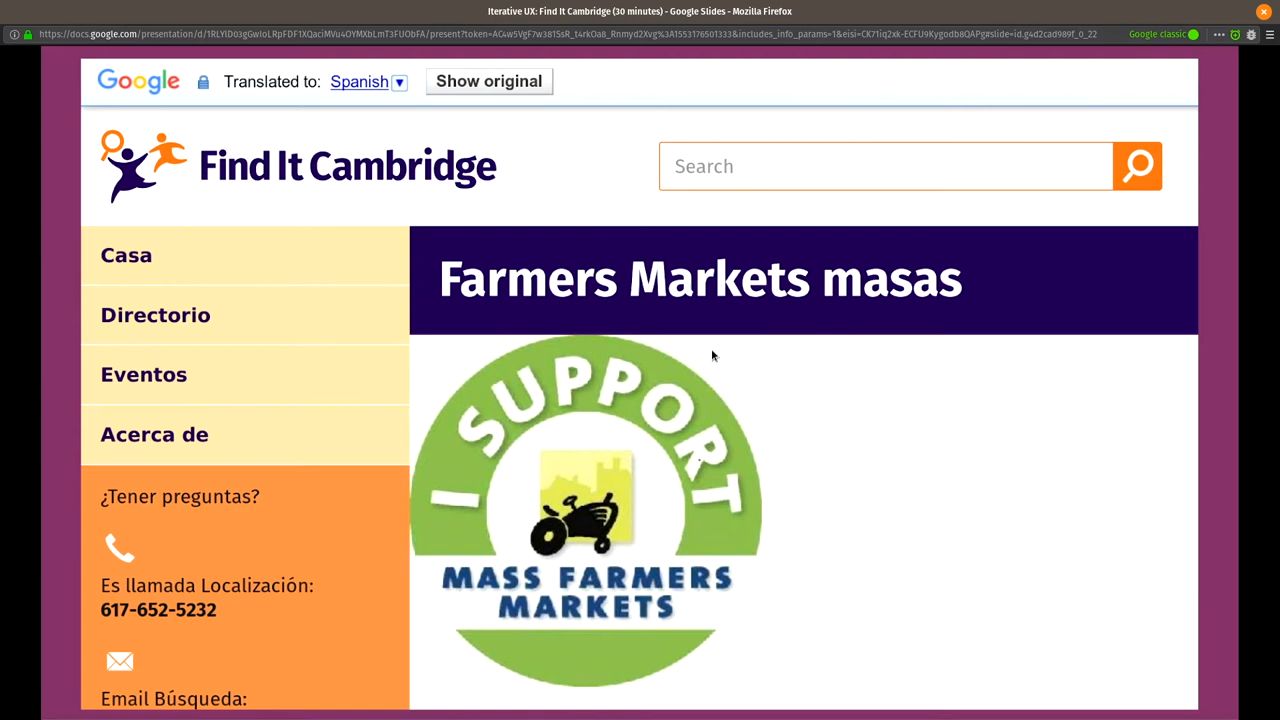 Iterative UX: Find It Cambridge (30 minutes) - Google Slides - Mozilla Firefox
Google classic
Google Translated to: Spanish Show original
Find It Cambridge
Search
Casa
Directorio
Eventos
Acerca de
¿Tener preguntas?
Es llamada Localización:
617-652-5232
Email Búsqueda:
Farmers Markets masas
I SUPPORT
MASS FARMERS
MARKETS